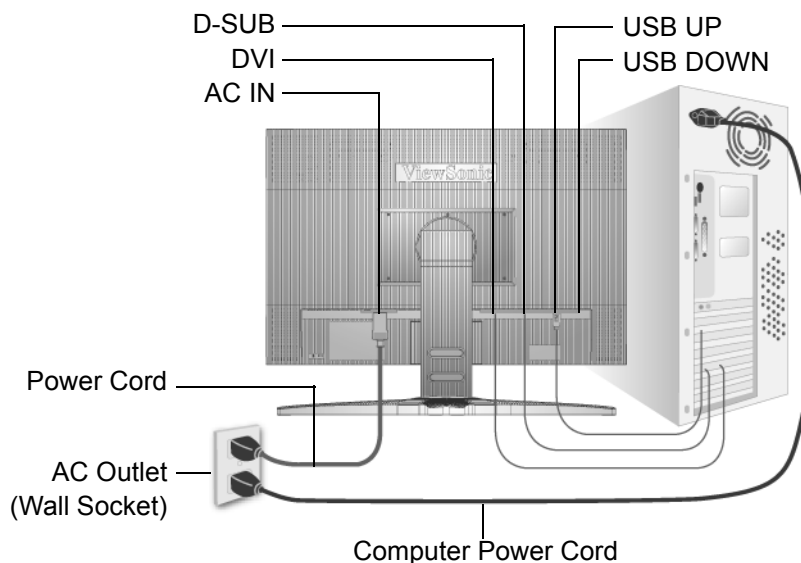 D-SUB
DVI
AC IN
USB UP
USB DOWN
ViewSonic
Power Cord
AC Outlet
(Wall Socket)
Computer Power Cord